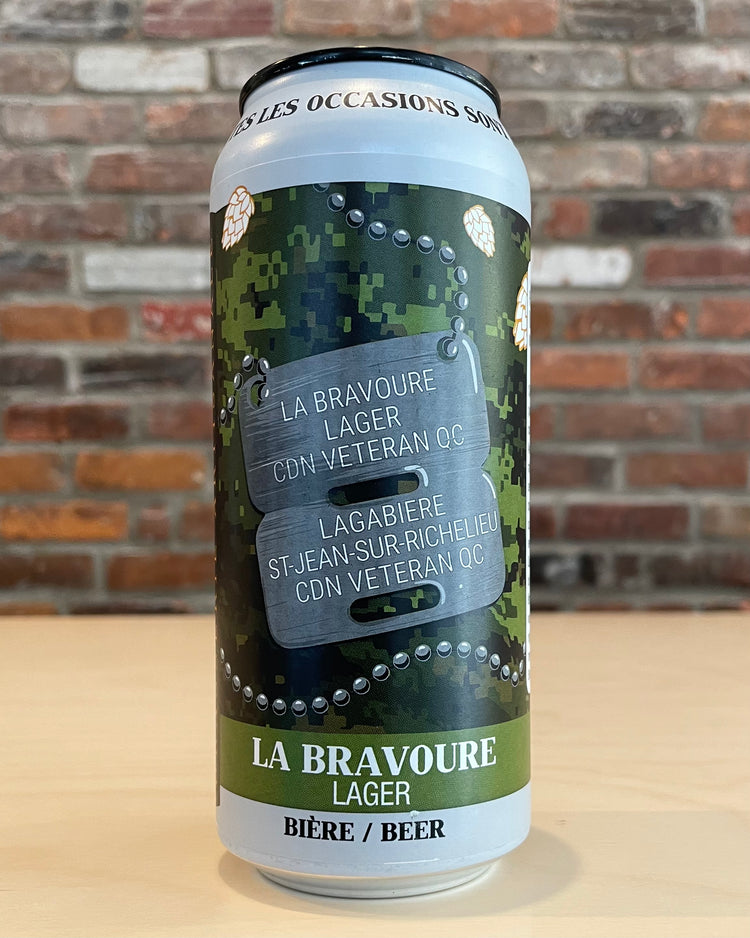 LES OCCASIONS SONT
LA BRAVOURE
LAGER
CDN VETERAN QC
LAGABIERE
ST-JEAN-SUR-RICHELIEU
CDN VETERAN QC
LA BRAVOURE
LAGER
BIÈRE / BEER